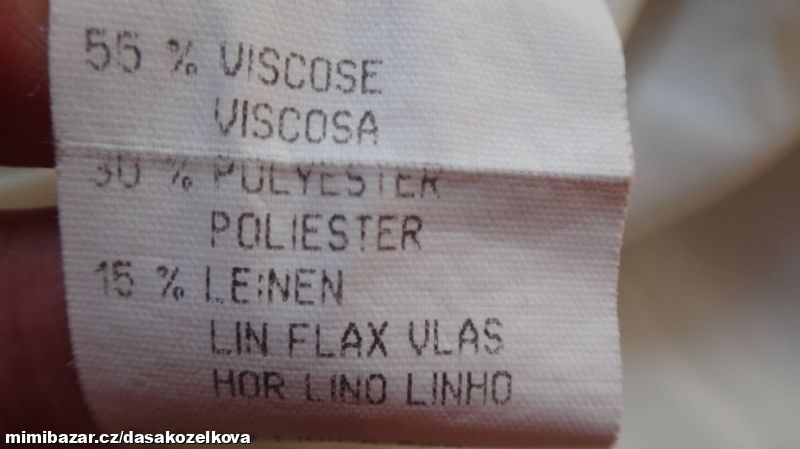 55 % VISCOSE
VISCOSA
30 % POLYESTER
POLIESTER
15 % LEINEN
LIN FLAX VLAS
HOR LINO LINHO
mimibazar.cz/dasakozelkova